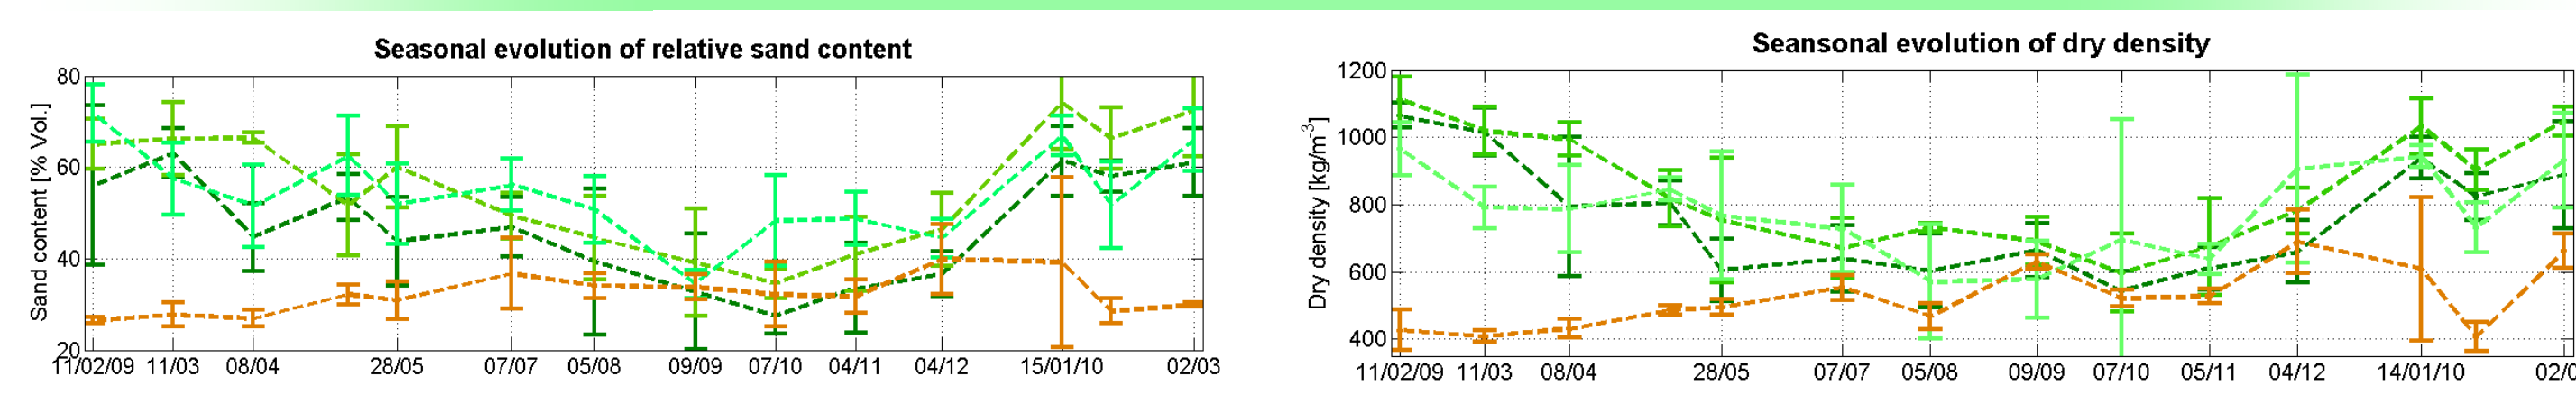 Seasonal evolution of relative sand content
Sand content [% Vol.]
80
60
40
20
11/02/09 11/03 08/04 28/05 07/07 05/08 09/09 07/10 04/11 04/12 15/01/10 02/03
Seansonal evolution of dry density
Dry density [kg/m-3]
1200
1000
800
600
400
11/02/09 11/03 08/04 28/05 07/07 05/08 09/09 07/10 05/11 04/12 14/01/10 02/0